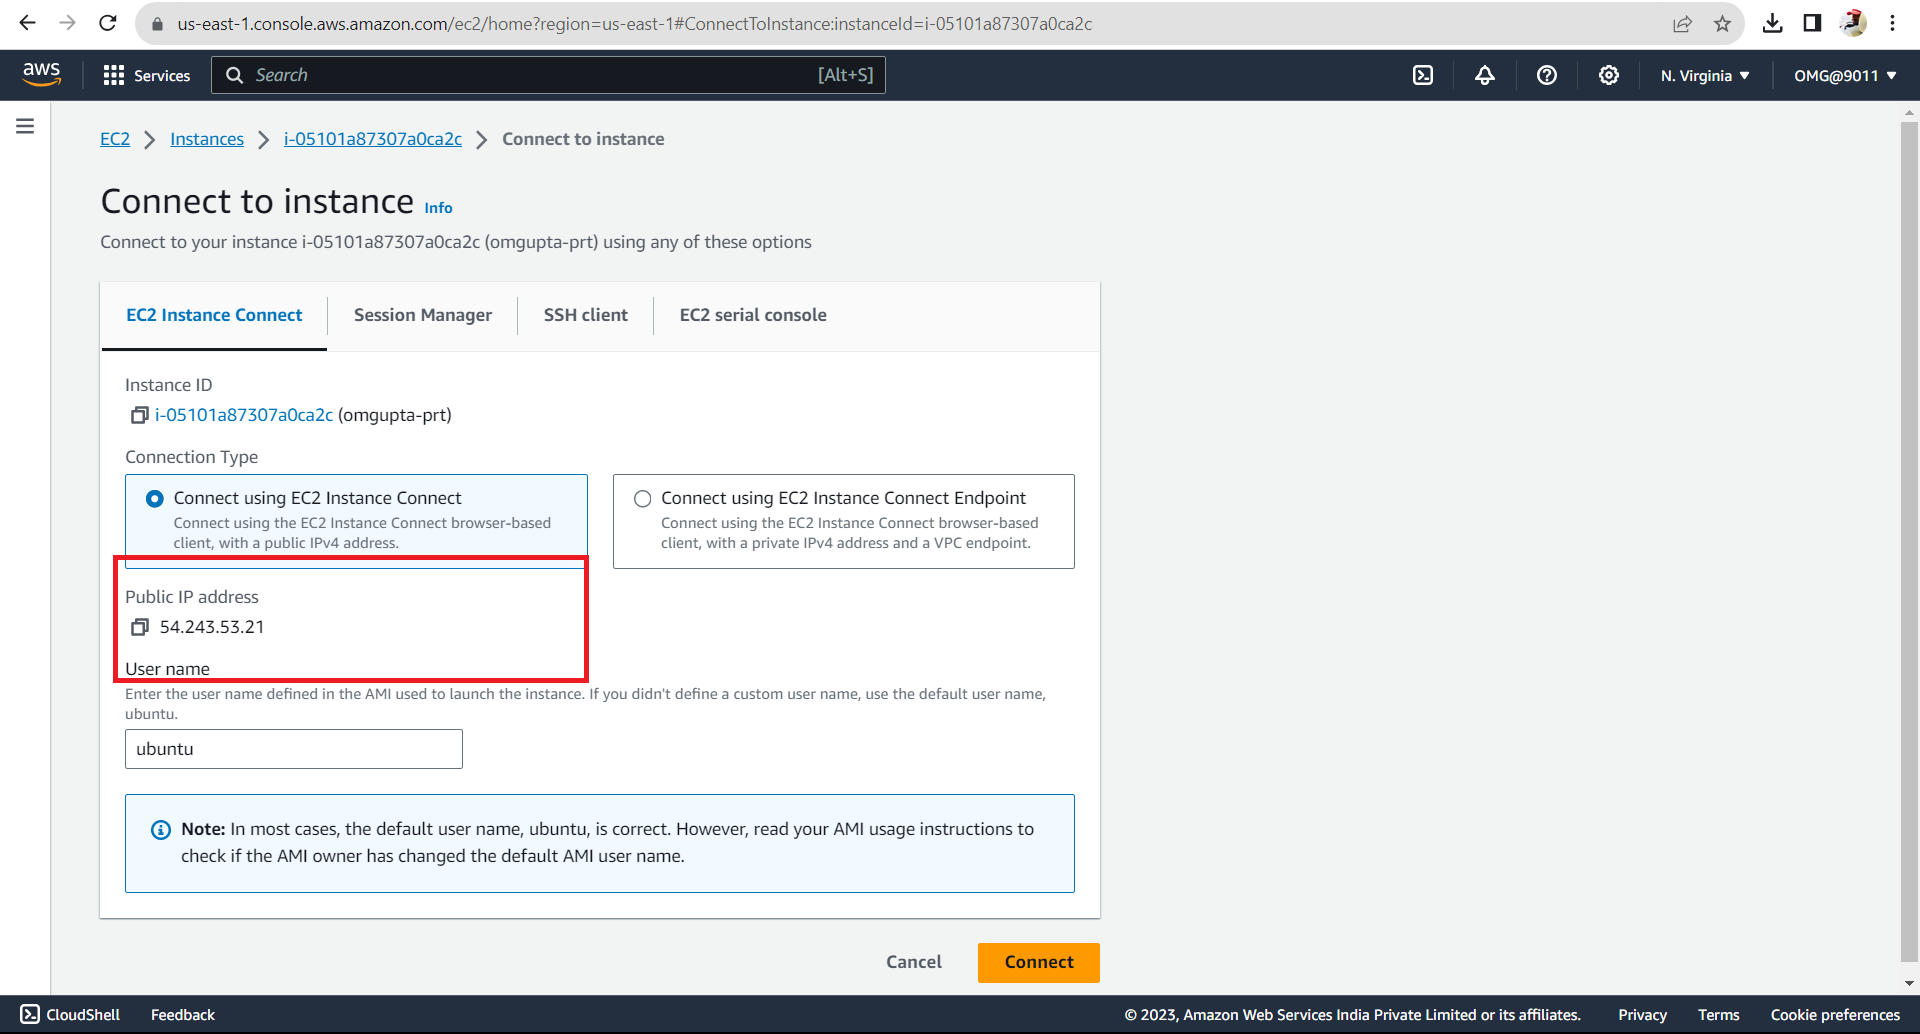 us-east-1.console.aws.amazon.com/ec2/home?region=us-east-1#ConnectToInstance:instanceId=i-05101a87307a0ca2c
aws
Services
Search
[Alt+S]
N. Virginia
OMG@9011
EC2
Instances
i-05101a87307a0ca2c
Connect to instance
Connect to instance Info
Connect to your instance i-05101a87307a0ca2c (omgupta-prt) using any of these options
EC2 Instance Connect
Session Manager
SSH client
EC2 serial console
Instance ID
i-05101a87307a0ca2c (omgupta-prt)
Connection Type
Connect using EC2 Instance Connect
Connect using the EC2 Instance Connect browser-based
client, with a public IPv4 address.
Connect using EC2 Instance Connect Endpoint
Connect using the EC2 Instance Connect browser-based
client, with a private IPv4 address and a VPC endpoint.
Public IP address
54.243.53.21
User name
Enter the user name defined in the AMI used to launch the instance. If you didn't define a custom user name, use the default user name,
ubuntu.
ubuntu
Note: In most cases, the default user name, ubuntu, is correct. However, read your AMI usage instructions to
check if the AMI owner has changed the default AMI user name.
Cancel
Connect
CloudShell
Feedback
© 2023, Amazon Web Services India Private Limited or its affiliates.
Privacy
Terms
Cookie preferences